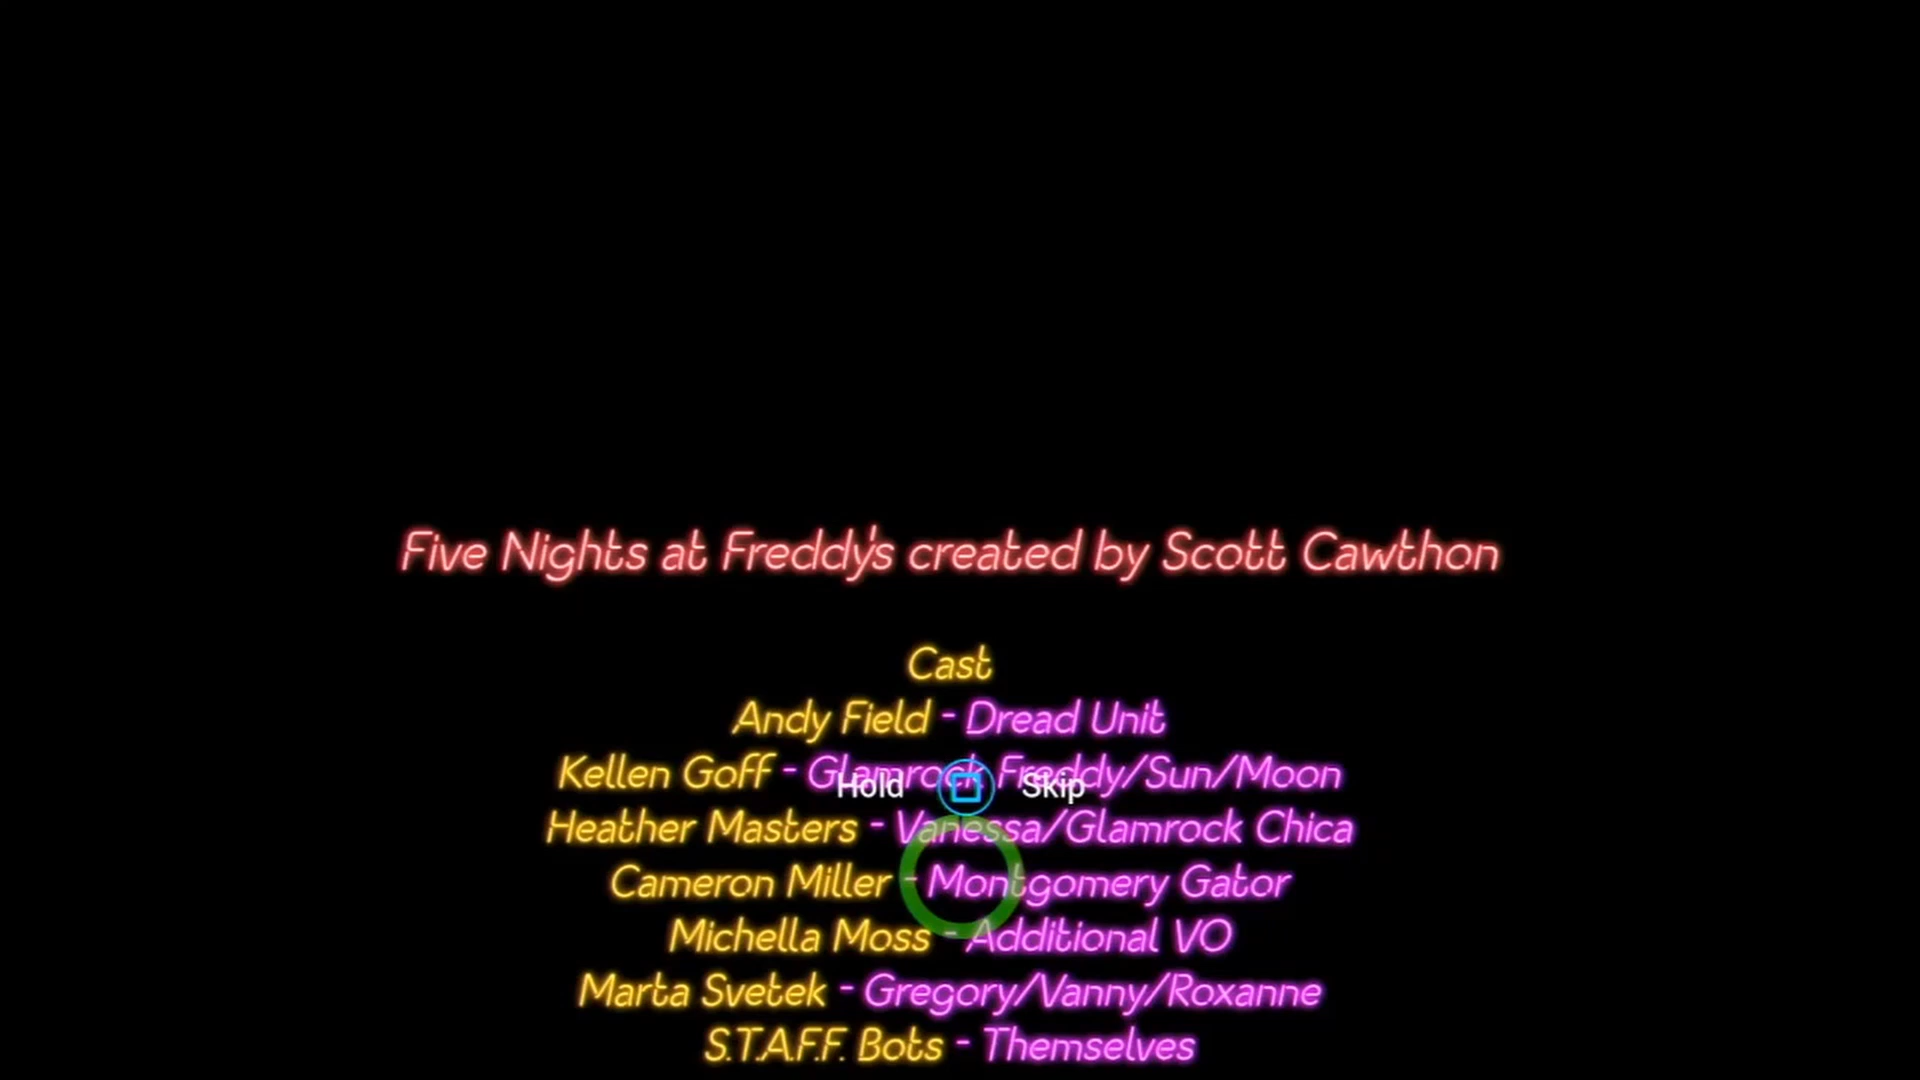 Five Nights at Freddy's created by Scott Cawthon
Cast
Andy Field - Dread Unit
Kellen Goff - Glamrock Freddy/Sun/Moon
Hold Skip
Heather Masters - Vanessa/Glamrock Chica
Cameron Miller - Montgomery Gator
Michella Moss - Additional VO
Marta Svetek - Gregory/Vanny/Roxanne
S.T.A.F.F. Bots - Themselves